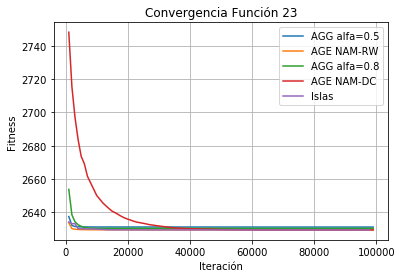 Convergencia Función 23
AGG alfa=0.5
AGE NAM-RW
AGG alfa=0.8
AGE NAM-DC
Islas
Fitness
2740
2720
2700
2680
2660
2640
0
20000
40000
60000
80000
100000
Iteración